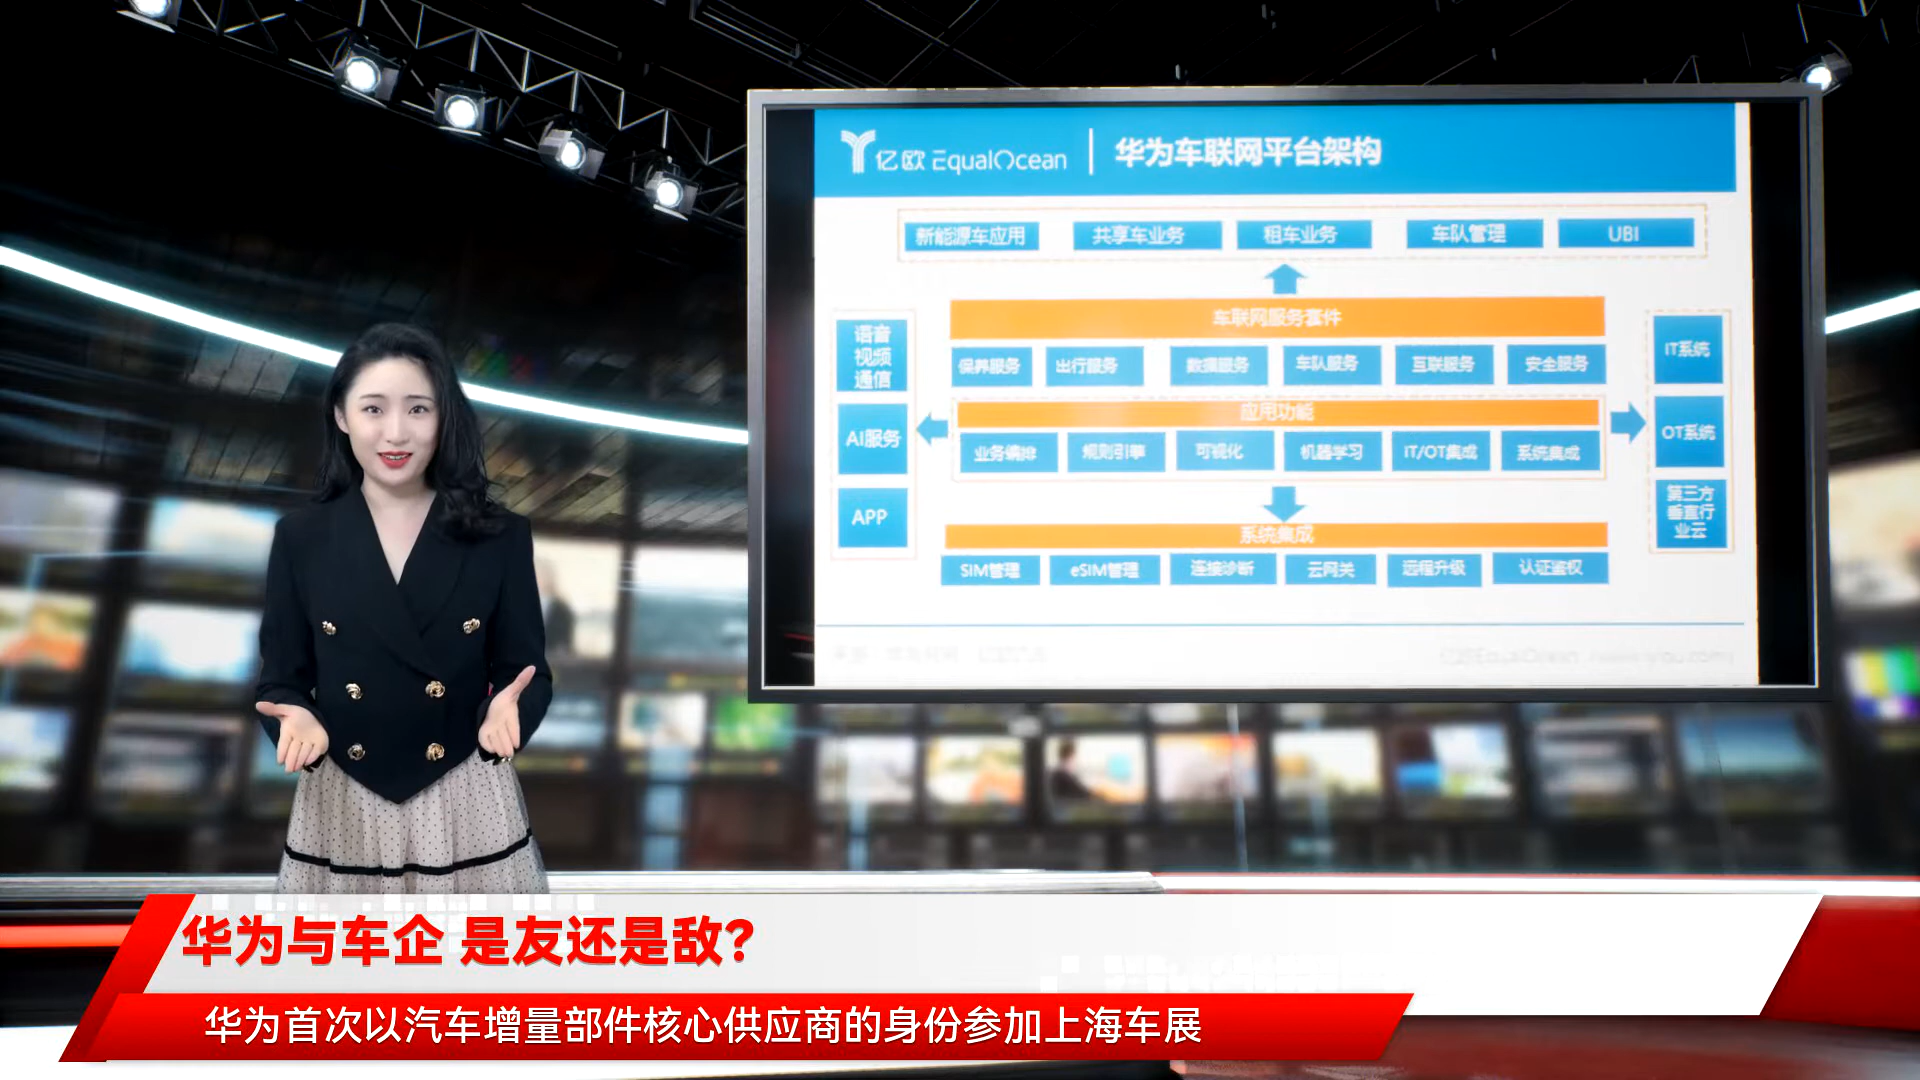 亿欧 EqualOcean
华为车联网平台架构
新能源车应用 共享车业务 租车业务 车队管理 UBI
车联网服务套件
语音
视频
通信
保养服务 出行服务 数据服务 车队服务 互联服务 安全服务
IT系统
应用功能
AI服务
业务编排 规则引擎 可视化 机器学习 IT/OT集成 系统集成
OT系统
APP
第三方
垂直行
业云
系统集成
SIM管理 eSIM管理 连接诊断 云网关 远程升级 认证鉴权
华为与车企 是友还是敌?
华为首次以汽车增量部件核心供应商的身份参加上海车展